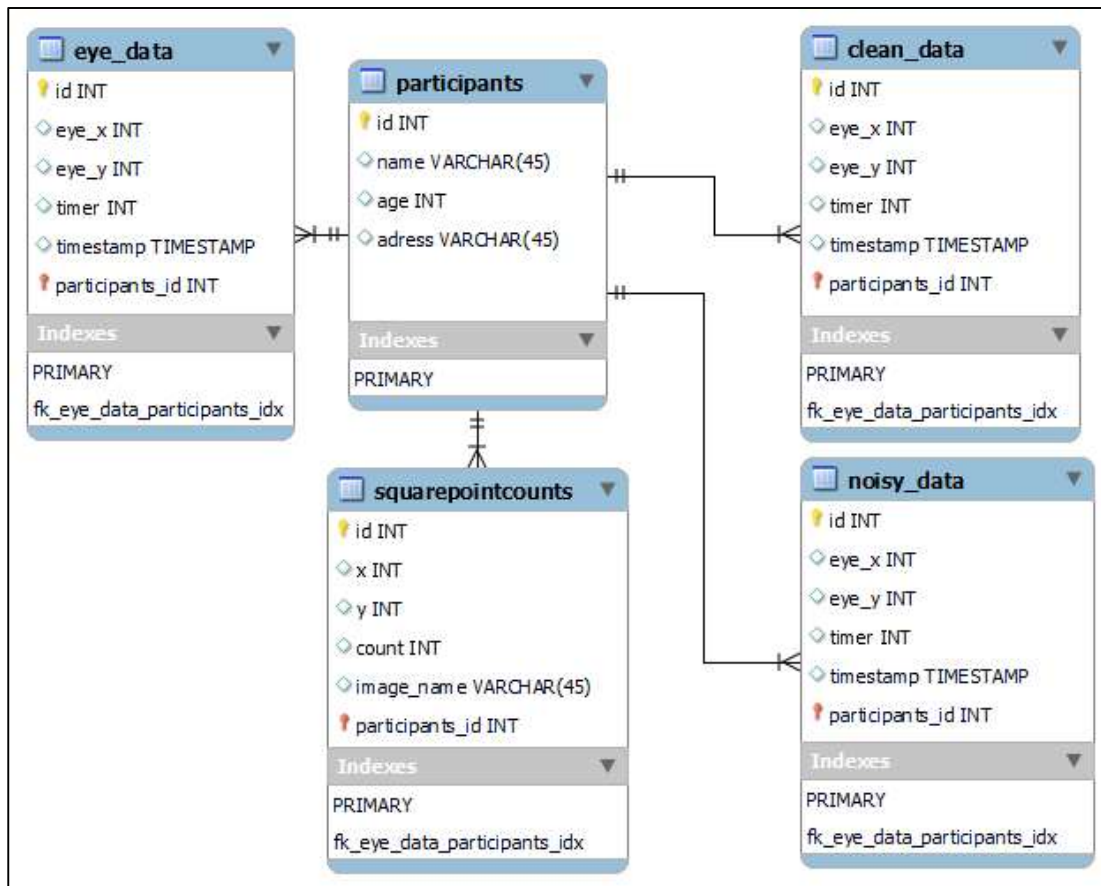 eye_data
id INT
eye_x INT
eye_y INT
timer INT
timestamp TIMESTAMP
participants_id INT
Indexes
PRIMARY
fk_eye_data_participants_idx
participants
id INT
name VARCHAR(45)
age INT
adress VARCHAR(45)
Indexes
PRIMARY
clean_data
id INT
eye_x INT
eye_y INT
timer INT
timestamp TIMESTAMP
participants_id INT
Indexes
PRIMARY
fk_eye_data_participants_idx
squarepointcounts
id INT
x INT
y INT
count INT
image_name VARCHAR(45)
participants_id INT
Indexes
PRIMARY
fk_eye_data_participants_idx
noisy_data
id INT
eye_x INT
eye_y INT
timer INT
timestamp TIMESTAMP
participants_id INT
Indexes
PRIMARY
fk_eye_data_participants_idx